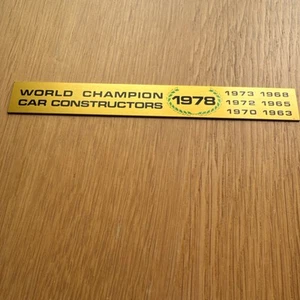 WORLD CHAMPION
CAR CONSTRUCTORS
1978
1973 1968
1972 1965
1970 1963